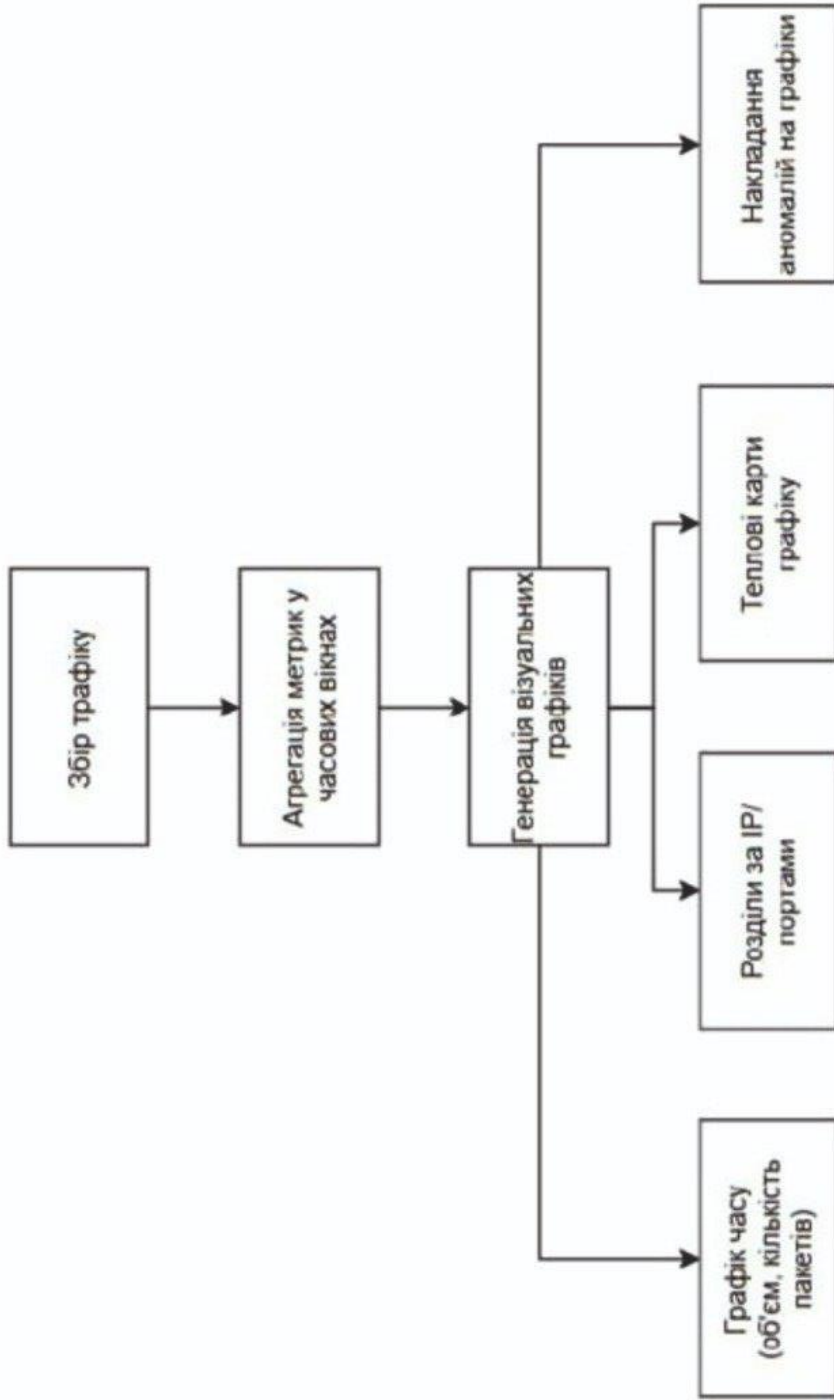 Збір трафіку
Агрегація метрик у
часових вікнах
Генерація візуальних
графіків
Графік часу
(об'єм, кількість
пакетів)
Розділи за IP/
портами
Теплові карти
графіку
Накладання
аномалій на графіки